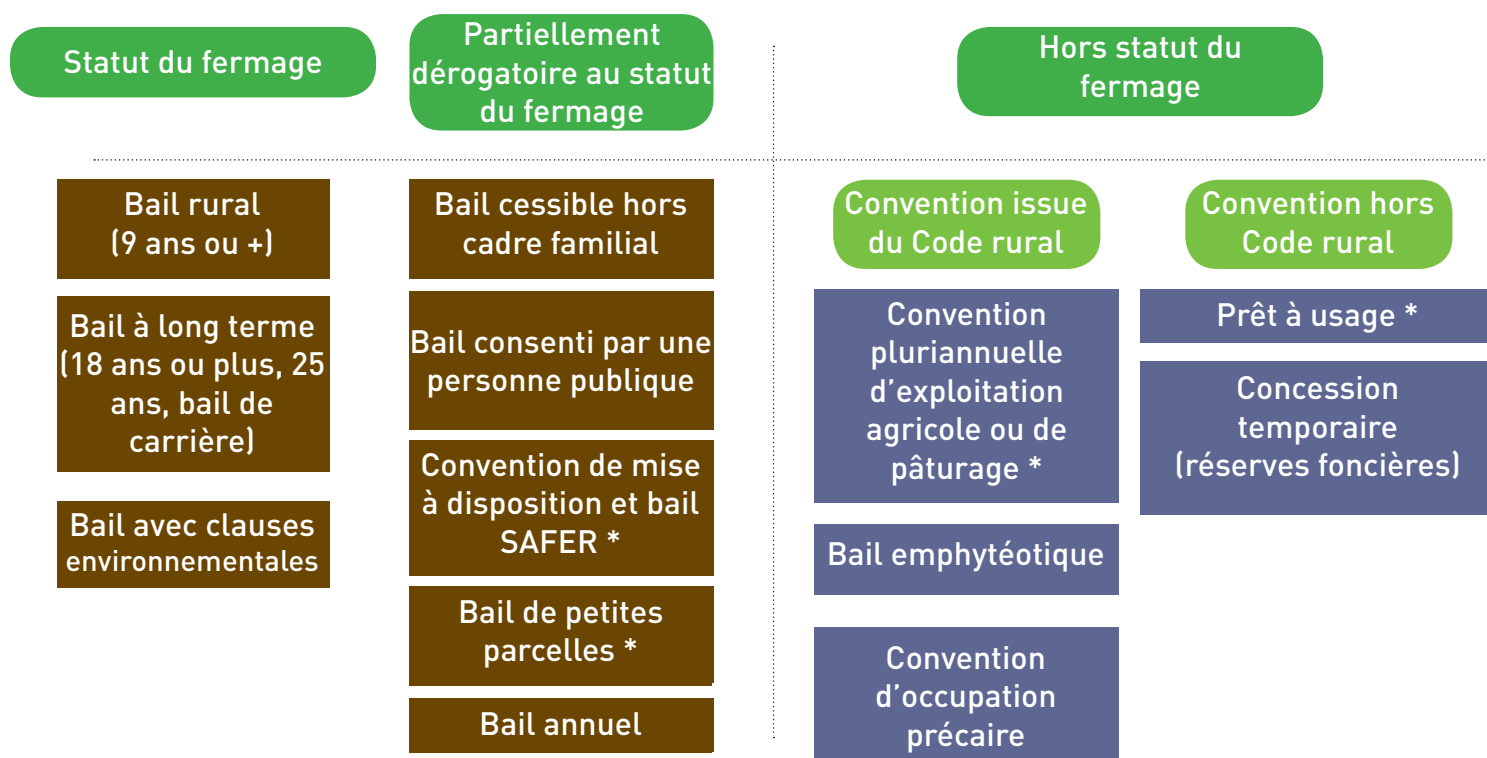 Statut du fermage
Partiellement
dérogatoire au statut
du fermage
Hors statut du
fermage
Bail rural
(9 ans ou +)
Bail à long terme
(18 ans ou plus, 25
ans, bail de
carrière)
Bail avec clauses
environnementales
Bail cessible hors
cadre familial
Bail consenti par une
personne publique
Convention de mise
à disposition et bail
SAFER *
Bail de petites
parcelles *
Bail annuel
Convention issue
du Code rural
Convention
pluriannuelle
d’exploitation
agricole ou de
pâturage *
Bail emphytéotique
Convention
d’occupation
précaire
Convention hors
Code rural
Prêt à usage *
Concession
temporaire
(réserves foncières)